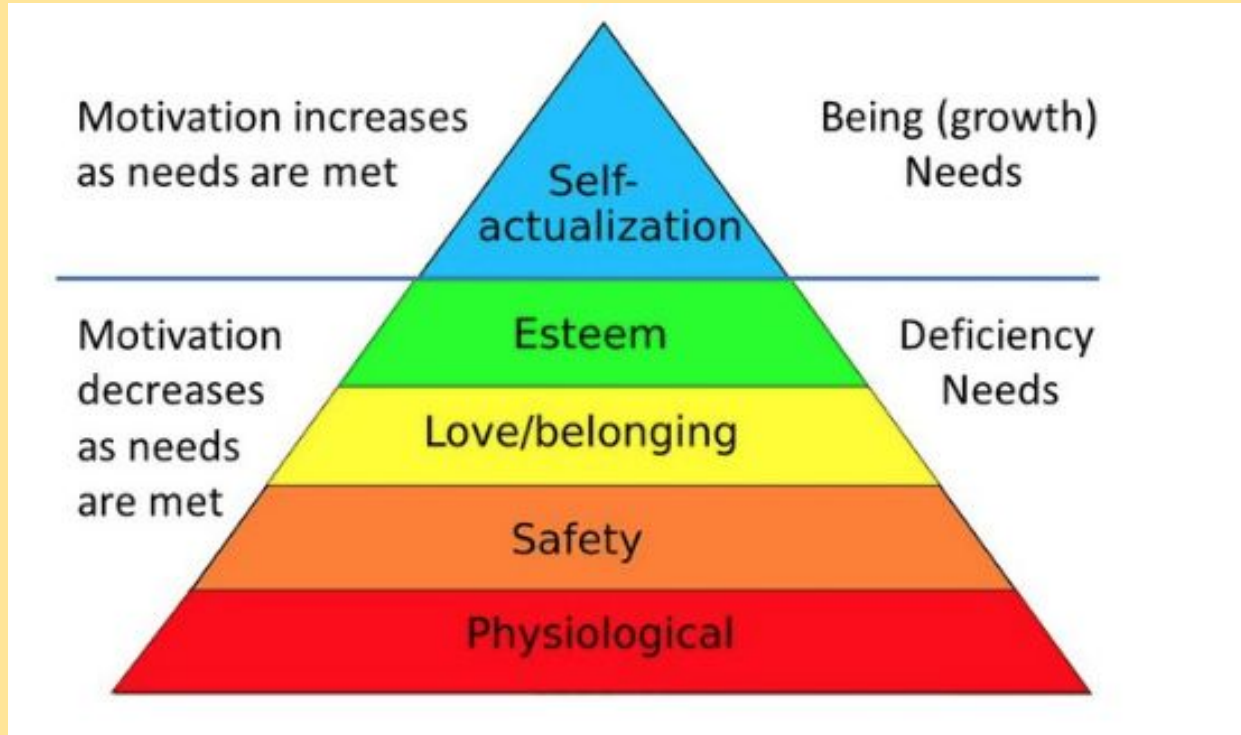 Motivation increases
as needs are met
Being (growth)
Needs
Self-
actualization
Motivation
decreases
as needs
are met
Deficiency
Needs
Esteem
Love/belonging
Safety
Physiological